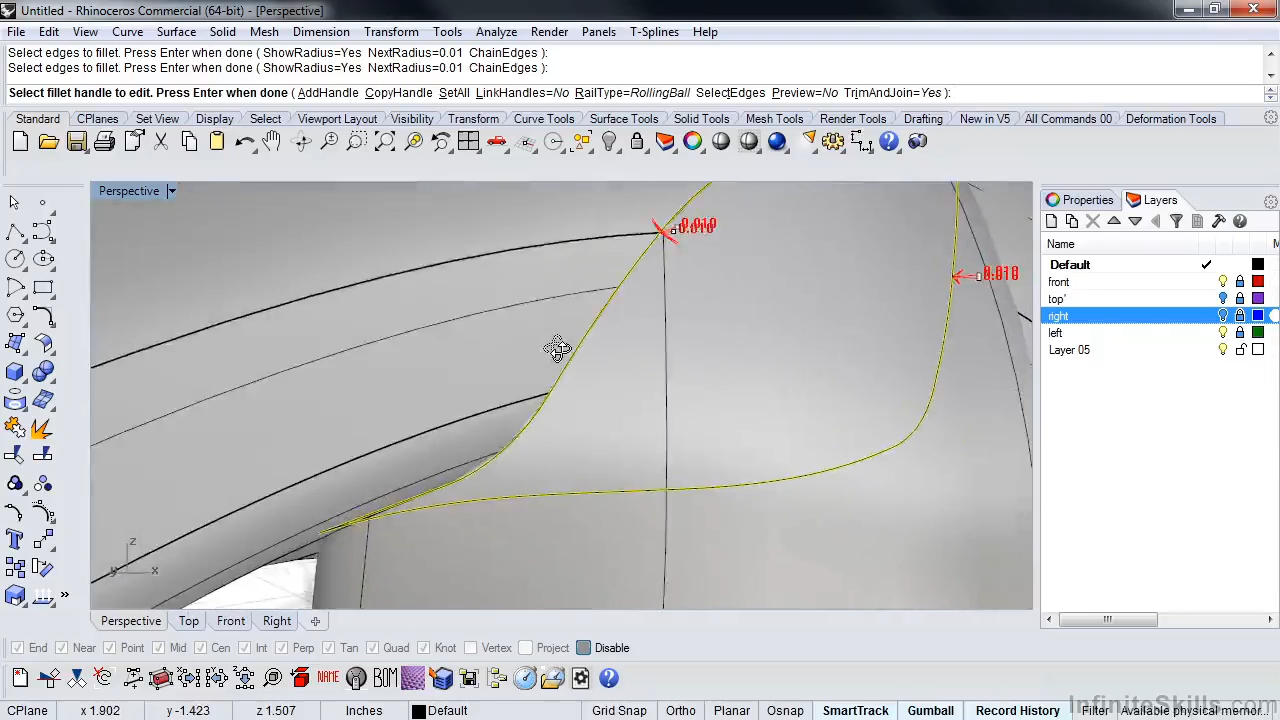 Untitled - Rhinoceros Commercial (64-bit) - [Perspective]
File Edit View Curve Surface Solid Mesh Dimension Transform Tools Analyze Render Panels T-Splines Help
Select edges to fillet. Press Enter when done ( ShowRadius=Yes NextRadius=0.01 ChainEdges ):
Select edges to fillet. Press Enter when done ( ShowRadius=Yes NextRadius=0.01 ChainEdges ):
Select fillet handle to edit. Press Enter when done ( AddHandle CopyHandle SetAll LinkHandles=No RailType=RollingBall SelectEdges Preview=No TrimAndJoin=Yes ):
Standard CPlanes Set View Display Select Viewport Layout Visibility Transform Curve Tools Surface Tools Solid Tools Mesh Tools Render Tools Drafting New in V5 All Commands 00 Deformation Tools
Perspective
Properties Layers
Name M
Default
front
top'
right
left
Layer 05
0.010
0.010
z
y x
Perspective Top Front Right
End Near Point Mid Cen Int Perp Tan Quad Knot Vertex Project Disable
NAME BOM
CPlane x 1.902 y -1.423 z 1.507 Inches Default Grid Snap Ortho Planar Osnap SmartTrack Gumball Record History Filter Available physical memor...
InfiniteSkills.com